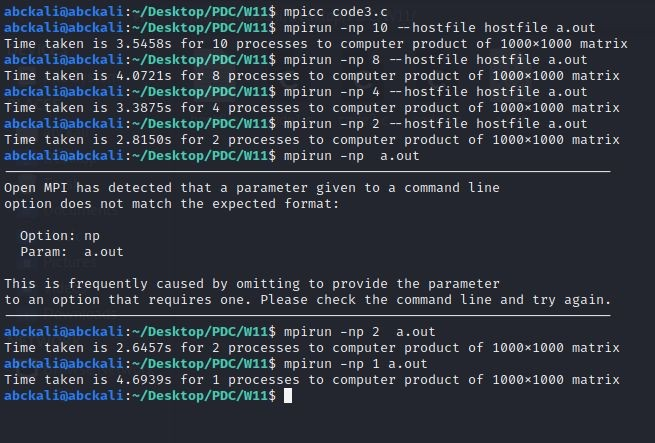 abckali@abckali:~/Desktop/PDC/W11$ mpicc code3.c
abckali@abckali:~/Desktop/PDC/W11$ mpirun -np 10 --hostfile hostfile a.out
Time taken is 3.5458s for 10 processes to computer product of 1000×1000 matrix
abckali@abckali:~/Desktop/PDC/W11$ mpirun -np 8 --hostfile hostfile a.out
Time taken is 4.0721s for 8 processes to computer product of 1000×1000 matrix
abckali@abckali:~/Desktop/PDC/W11$ mpirun -np 4 --hostfile hostfile a.out
Time taken is 3.3875s for 4 processes to computer product of 1000×1000 matrix
abckali@abckali:~/Desktop/PDC/W11$ mpirun -np 2 --hostfile hostfile a.out
Time taken is 2.8150s for 2 processes to computer product of 1000×1000 matrix
abckali@abckali:~/Desktop/PDC/W11$ mpirun -np  a.out
--------------------------------------------------------------------------
Open MPI has detected that a parameter given to a command line
option does not match the expected format:
Option: np
Param:  a.out
This is frequently caused by omitting to provide the parameter
to an option that requires one. Please check the command line and try again.
--------------------------------------------------------------------------
abckali@abckali:~/Desktop/PDC/W11$ mpirun -np 2  a.out
Time taken is 2.6457s for 2 processes to computer product of 1000×1000 matrix
abckali@abckali:~/Desktop/PDC/W11$ mpirun -np 1 a.out
Time taken is 4.6939s for 1 processes to computer product of 1000×1000 matrix
abckali@abckali:~/Desktop/PDC/W11$